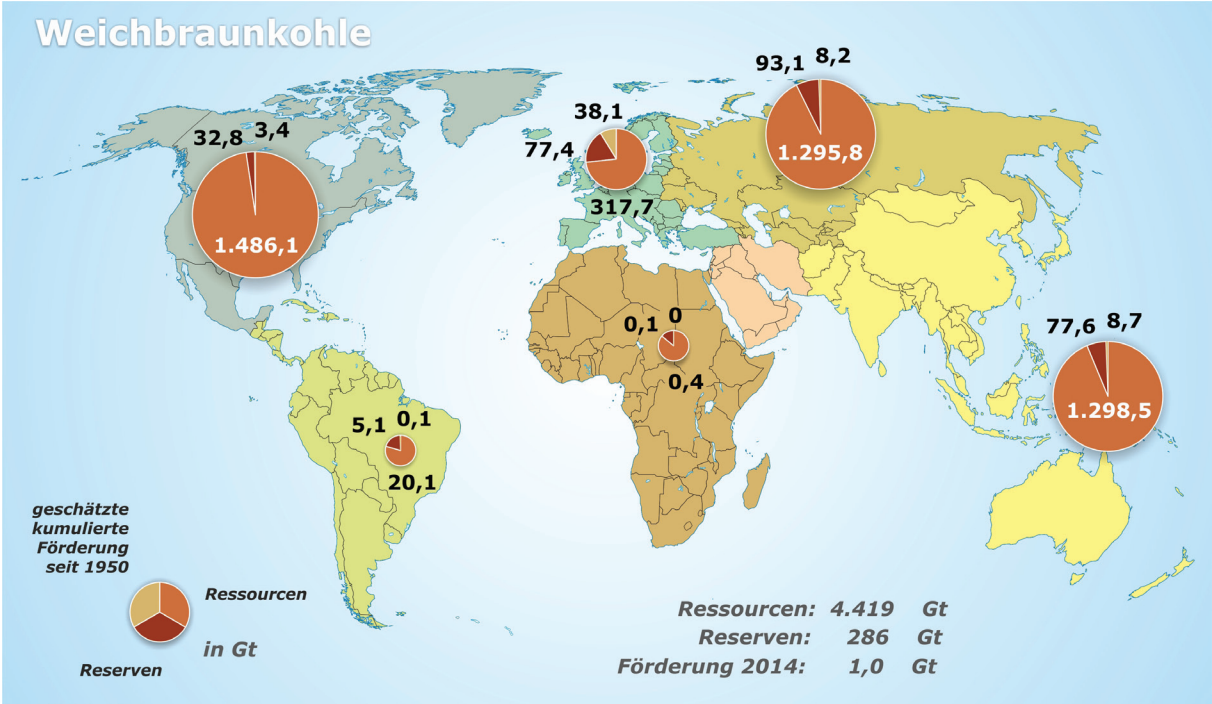 Weichbraunkohle
32,8 3,4
1.486,1
38,1
77,4
317,7
93,1 8,2
1.295,8
0,1 0
0,4
77,6 8,7
1.298,5
5,1 0,1
20,1
geschätzte
kumulierte
Förderung
seit 1950
Ressourcen
in Gt
Reserven
Ressourcen: 4.419 Gt
Reserven: 286 Gt
Förderung 2014: 1,0 Gt